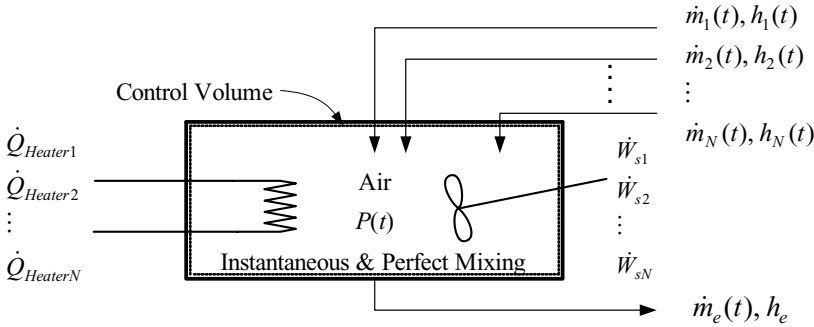 ṁ₁(t), h₁(t)
ṁ₂(t), h₂(t)
⋮ ⋮
ṁ_N(t), h_N(t)
Control Volume
Q̇_Heater1
Q̇_Heater2
⋮
Q̇_HeaterN
Air
P(t)
Instantaneous & Perfect Mixing
Ẇ_s1
Ẇ_s2
⋮
Ẇ_sN
ṁ_e(t), h_e